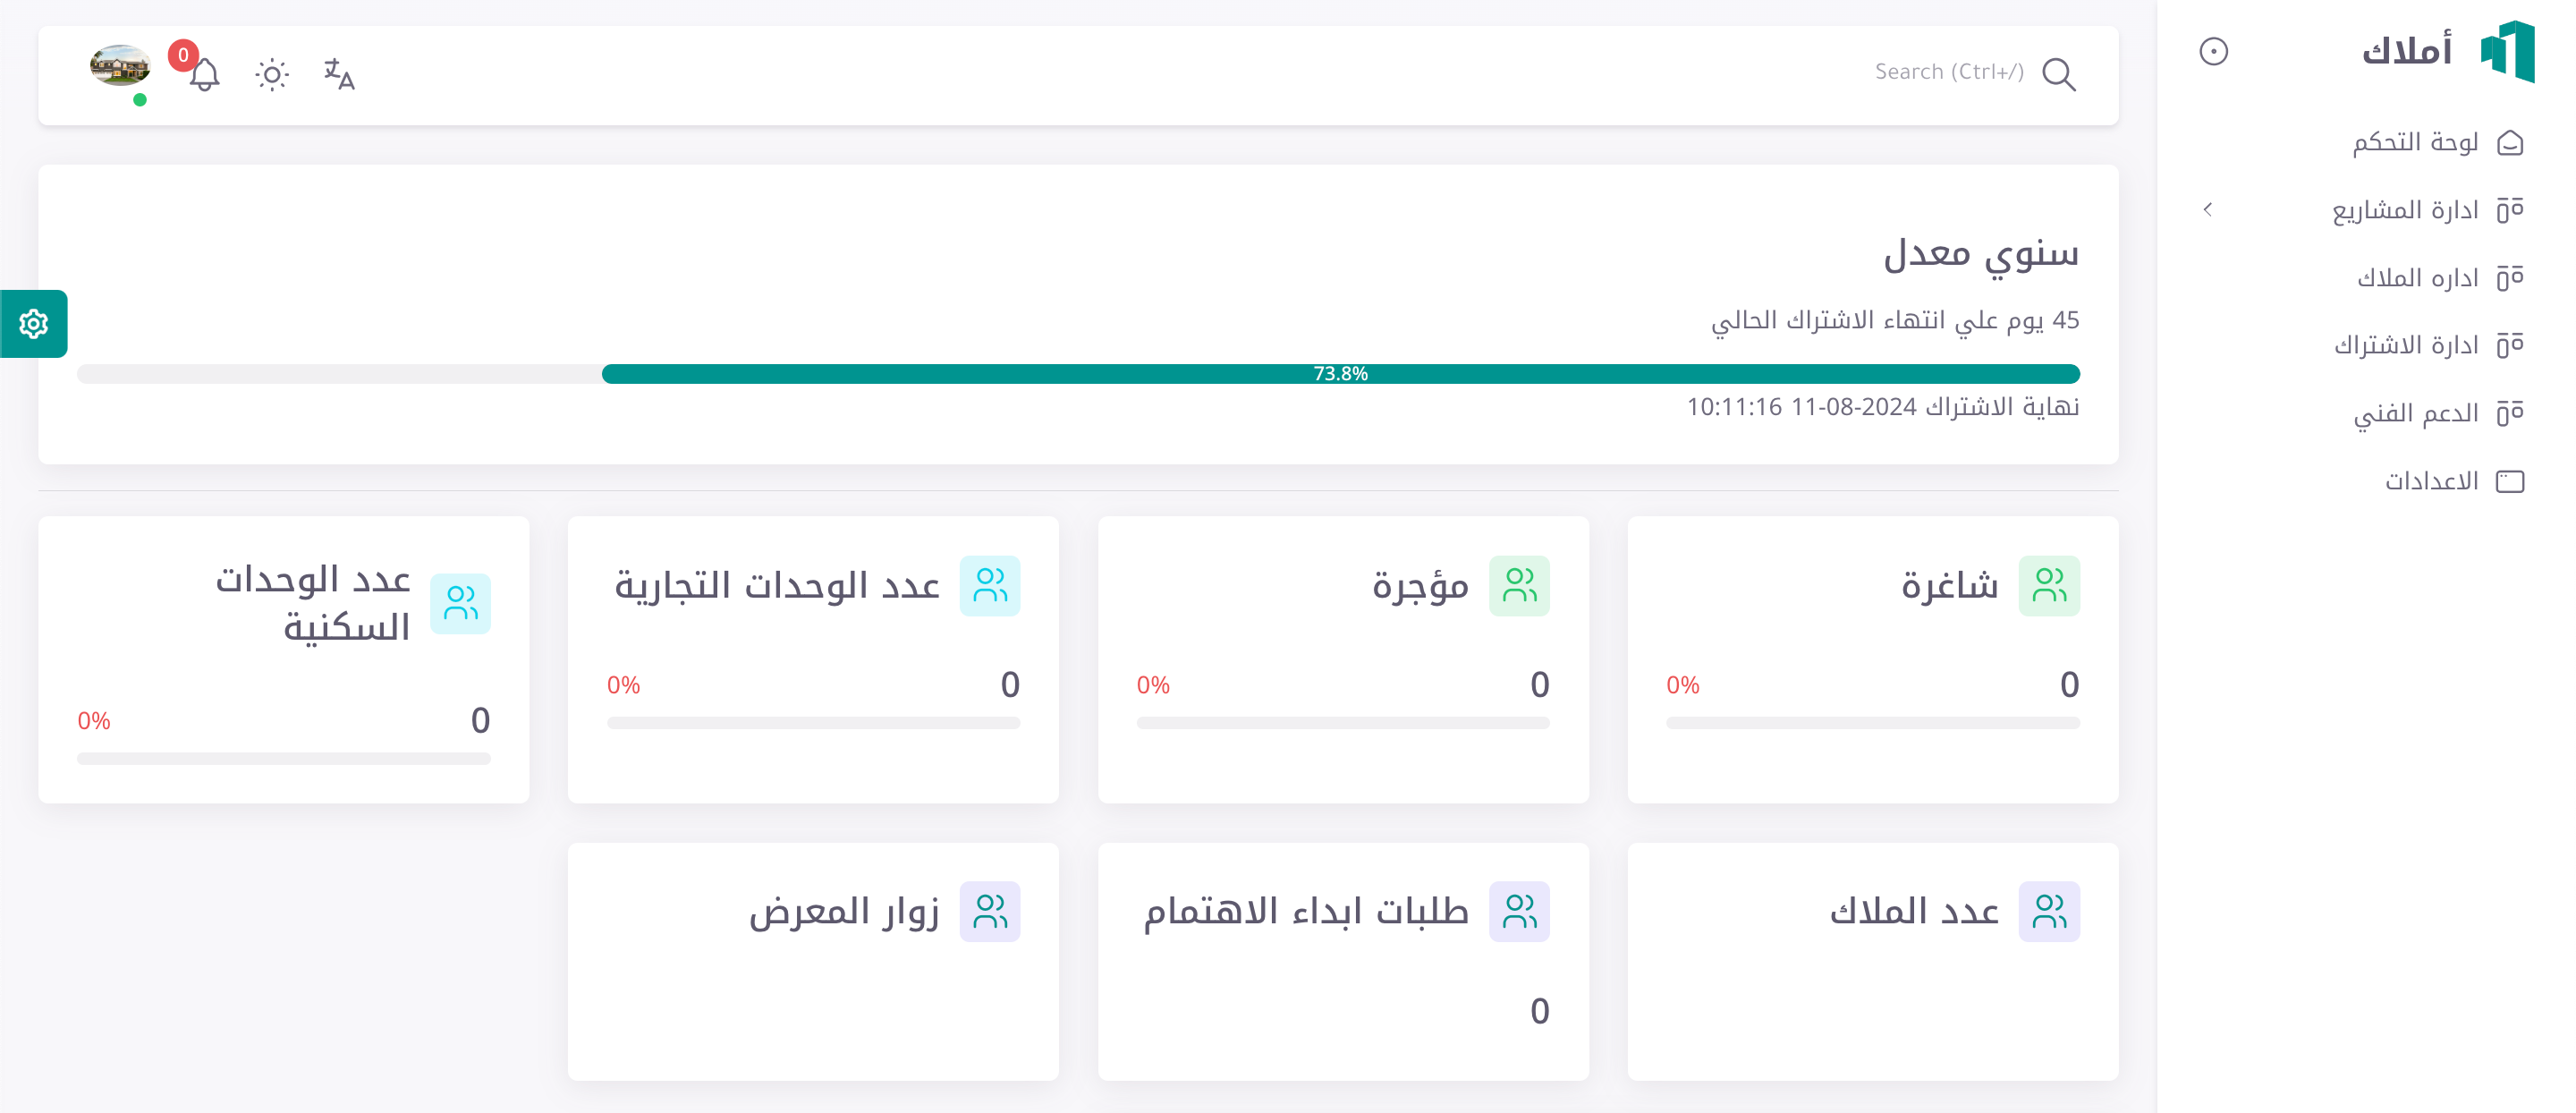 أملاك
لوحة التحكم
ادارة المشاريع
اداره الملاك
ادارة الاشتراك
الدعم الفني
الاعدادات
Search (Ctrl+/)
0
سنوي معدل
45 يوم علي انتهاء الاشتراك الحالي
73.8%
نهاية الاشتراك 2024-08-11 10:11:16
شاغرة
0
0%
مؤجرة
0
0%
عدد الوحدات التجارية
0
0%
عدد الوحدات
السكنية
0
0%
عدد الملاك
طلبات ابداء الاهتمام
0
زوار المعرض